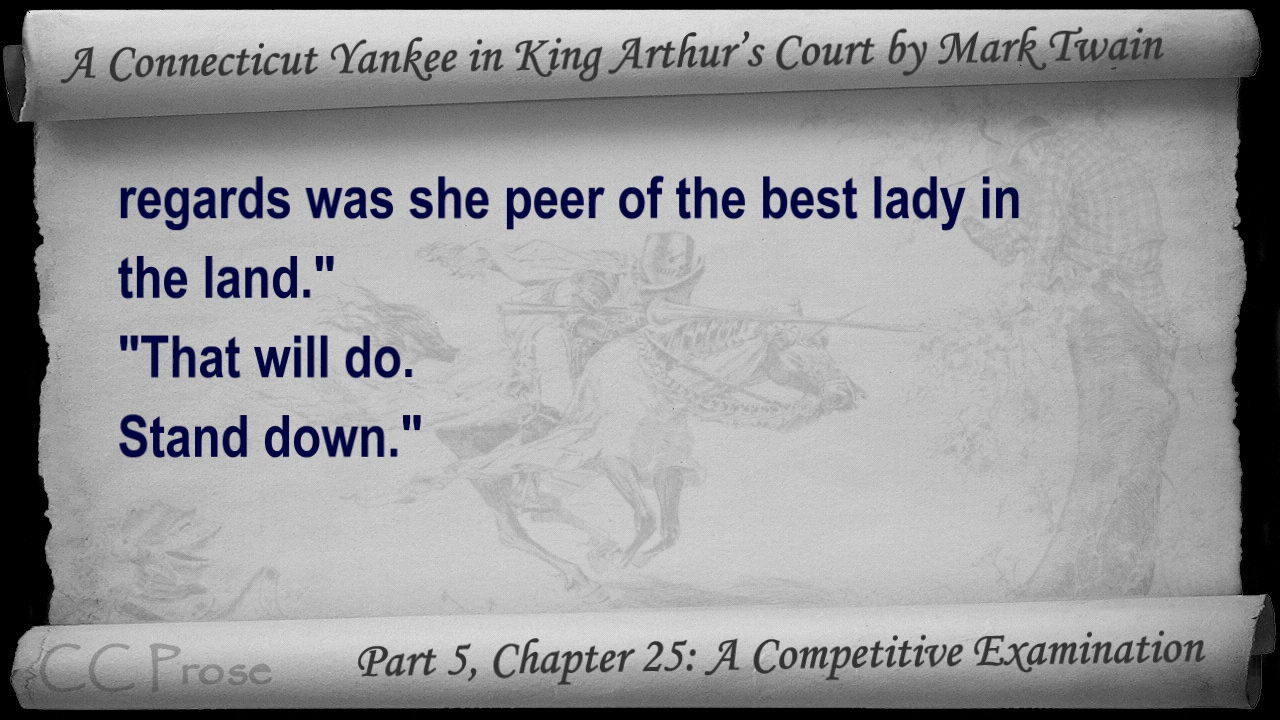 A Connecticut Yankee in King Arthur's Court by Mark Twain
regards was she peer of the best lady in
the land."
"That will do.
Stand down."
CC Prose
Part 5, Chapter 25: A Competitive Examination